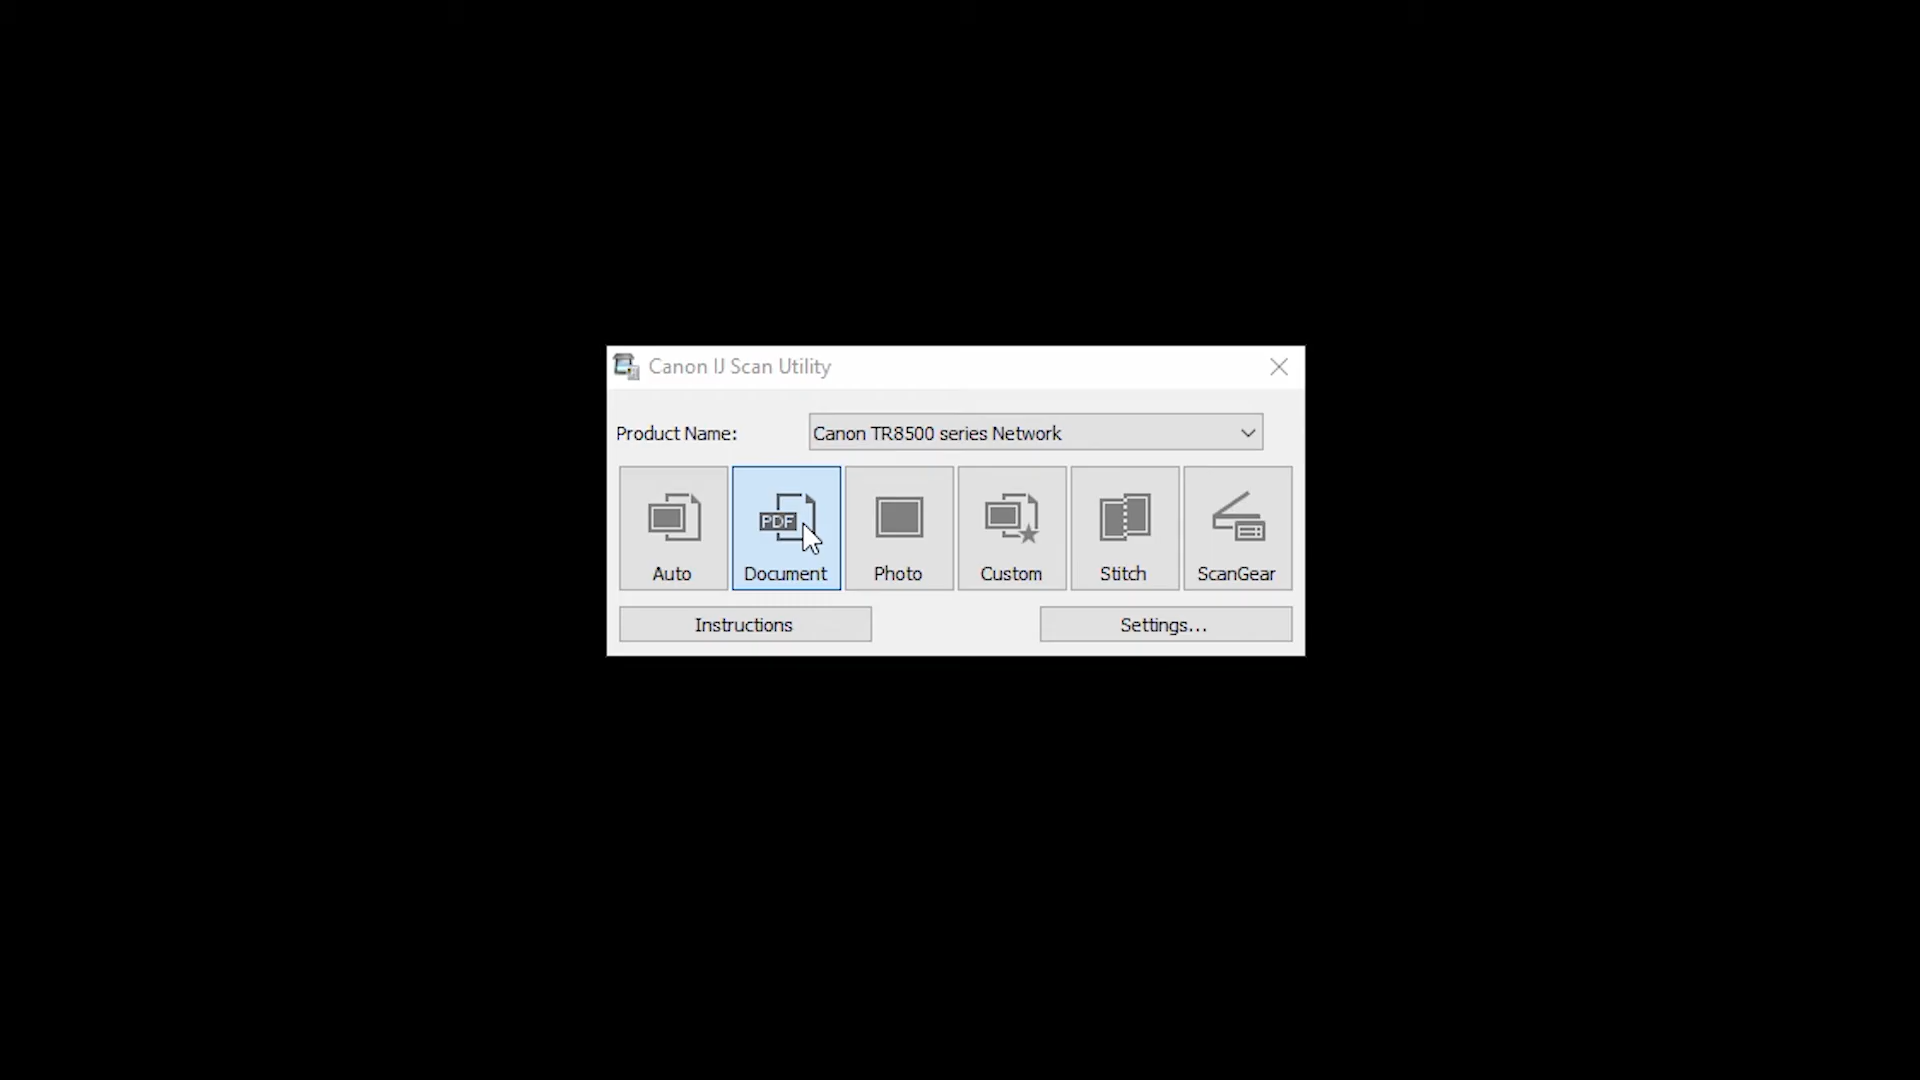 Canon IJ Scan Utility
Product Name:
Canon TR8500 series Network
PDF
Auto
Document
Photo
Custom
Stitch
ScanGear
Instructions
Settings...